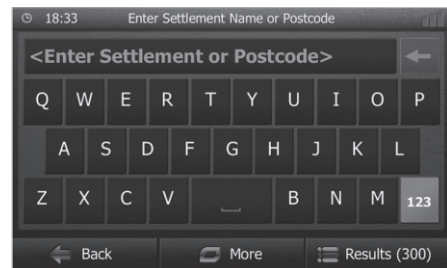 18:33 Enter Settlement Name or Postcode
<Enter Settlement or Postcode>
Q W E R T Y U I O P
A S D F G H J K L
Z X C V B N M 123
Back More Results (300)